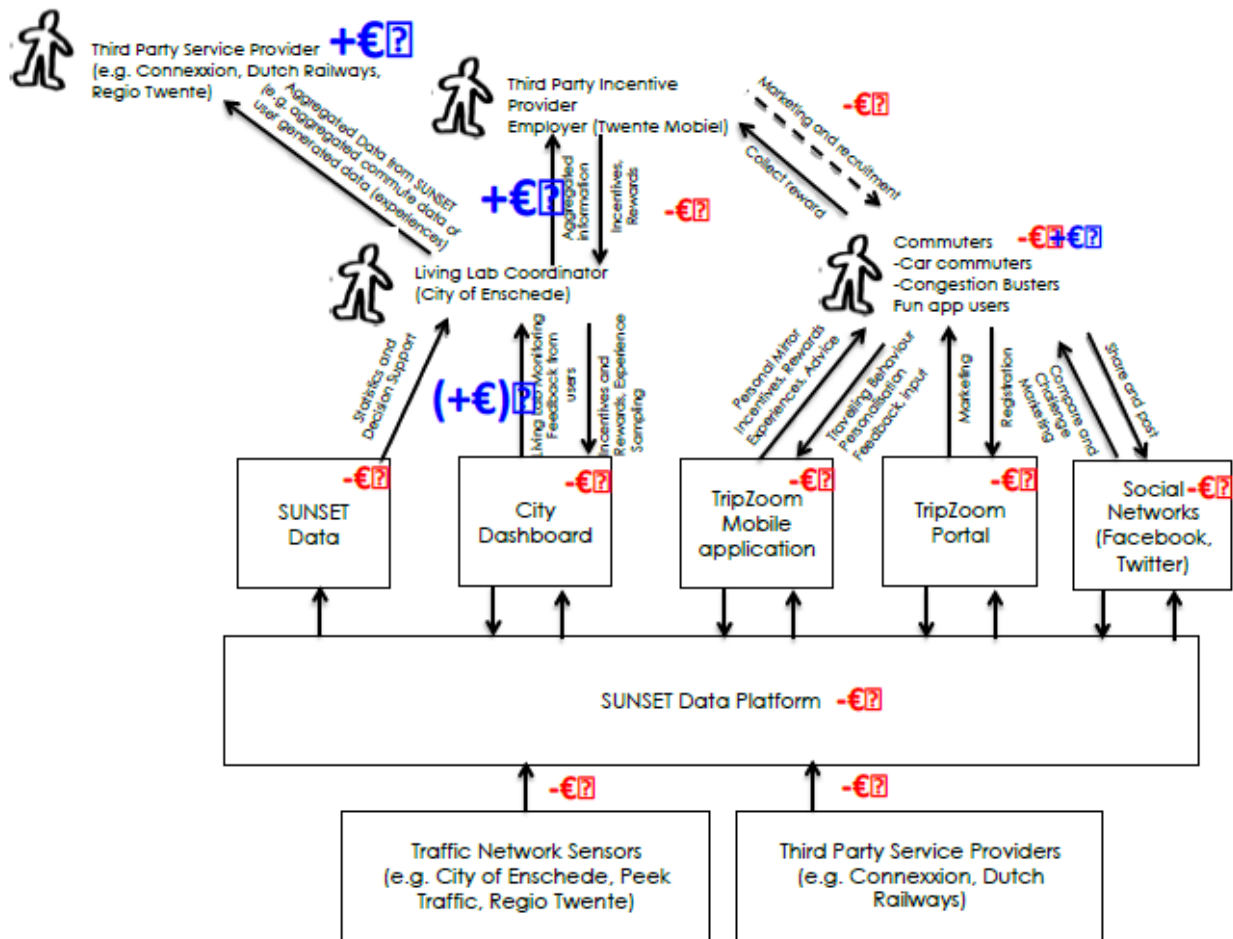 Third Party Service Provider +€
(e.g. Connexxion, Dutch Railways,
Regio Twente)
Aggregated Data from SUNSET
(e.g. aggregated commute data of
user generated data (experiences)
Third Party Incentive
Provider
Employer (Twente Mobiel)
Marketing and recruitment
-€
Collect reward
+€
Aggregated
information
Incentives,
Rewards
-€
Living Lab Coordinator
(City of Enschede)
Commuters -€+€
-Car commuters
-Congestion Busters
Fun app users
Statistics and
Decision Support
(+€)
Living Lab Monitoring
Feedback from
users
Incentives and
Rewards, Experience
Sampling
Personal Mirror
Incentives, Rewards
Experiences, Advice
Travelling Behaviour
Personalisation
Feedback, input
Marketing
Registration
Compare and
Challenge
Marketing
Share and post
-€
SUNSET
Data
-€
City
Dashboard
-€
TripZoom
Mobile
application
-€
TripZoom
Portal
Social -€
Networks
(Facebook,
Twitter)
SUNSET Data Platform -€
-€
-€
Traffic Network Sensors
(e.g. City of Enschede, Peek
Traffic, Regio Twente)
Third Party Service Providers
(e.g. Connexxion, Dutch
Railways)